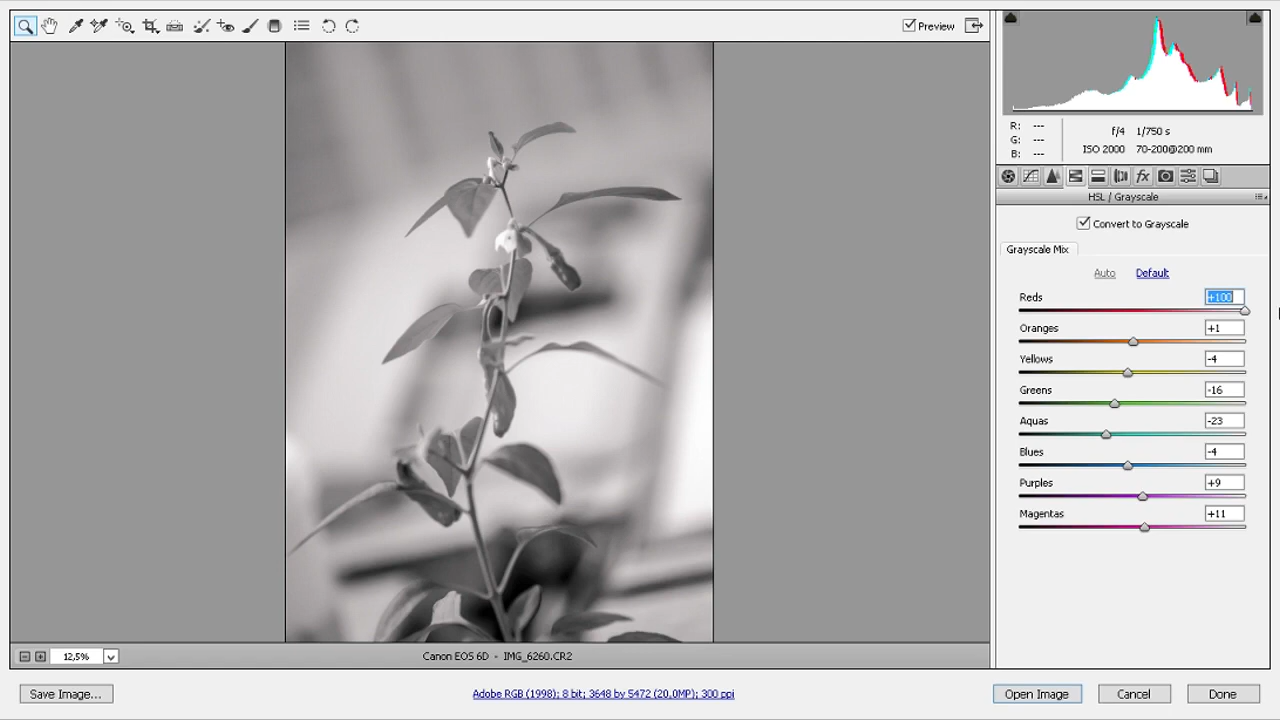 Preview
R: ---
G: ---
B: ---
f/4 1/750 s
ISO 2000 70-200@200 mm
fx
HSL / Grayscale
Convert to Grayscale
Grayscale Mix
Auto Default
Reds +100
Oranges +1
Yellows -4
Greens -16
Aquas -23
Blues -4
Purples +9
Magentas +11
12,5%
Canon EOS 6D - IMG_6260.CR2
Save Image...
Adobe RGB (1998); 8 bit; 3648 by 5472 (20,0MP); 300 ppi
Open Image
Cancel
Done